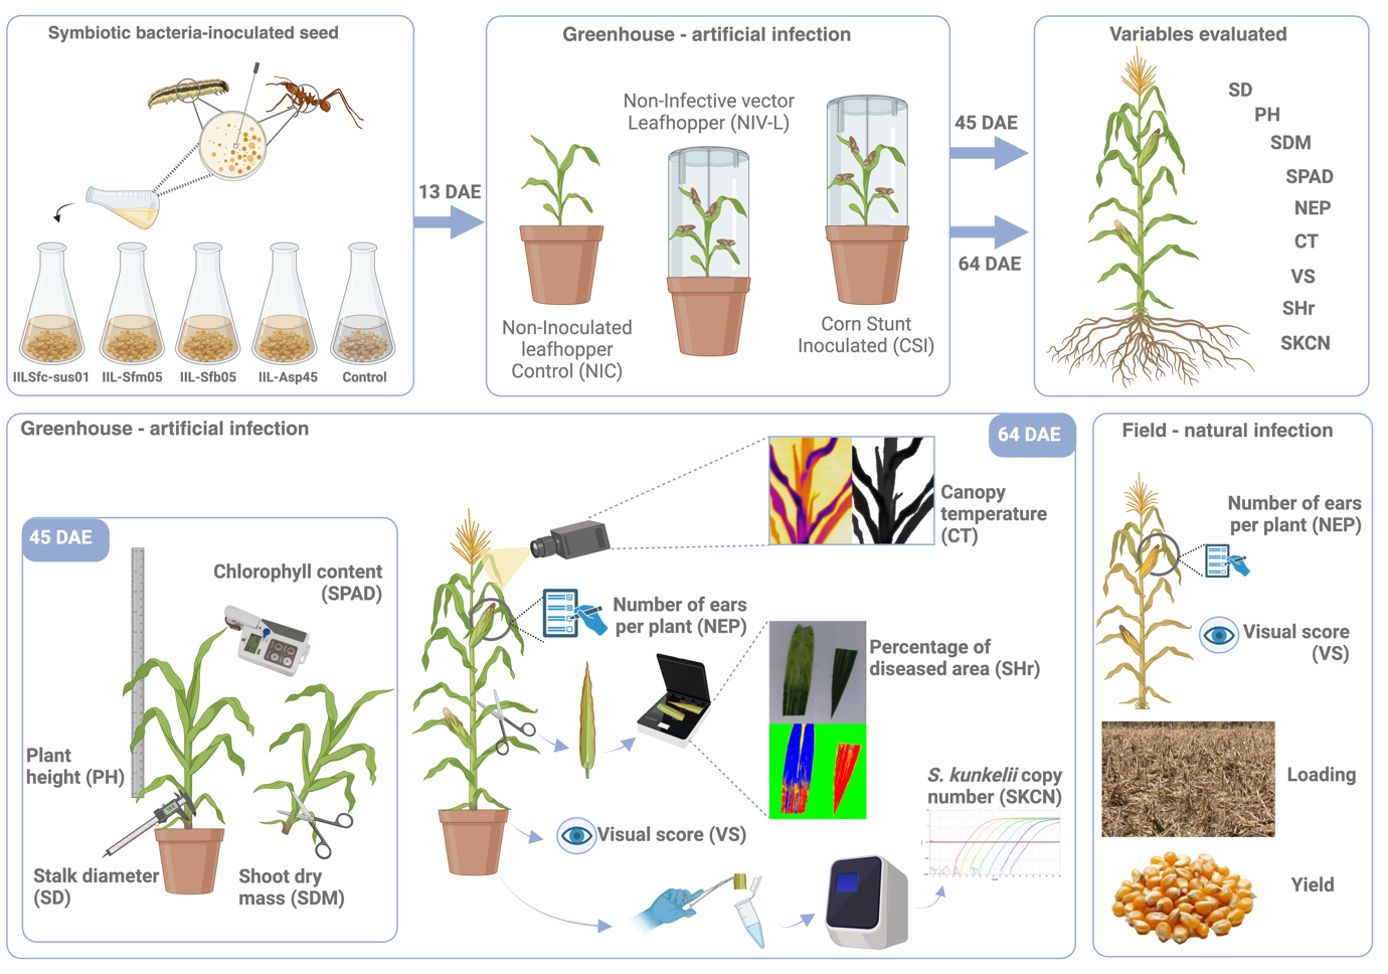 Symbiotic bacteria-inoculated seed
IILSfc-sus01
IIL-Sfm05
IIL-Sfb05
IIL-Asp45
Control
13 DAE
Greenhouse - artificial infection
Non-Inoculated
leafhopper
Control (NIC)
Non-Infective vector
Leafhopper (NIV-L)
Corn Stunt
Inoculated (CSI)
45 DAE
64 DAE
Variables evaluated
SD
PH
SDM
SPAD
NEP
CT
VS
SHr
SKCN
Greenhouse - artificial infection
64 DAE
45 DAE
Chlorophyll content
(SPAD)
Plant
height (PH)
Stalk diameter
(SD)
Shoot dry
mass (SDM)
Canopy
temperature
(CT)
Number of ears
per plant (NEP)
Percentage of
diseased area (SHr)
Visual score (VS)
S. kunkelii copy
number (SKCN)
Field - natural infection
Number of ears
per plant (NEP)
Visual score
(VS)
Loading
Yield